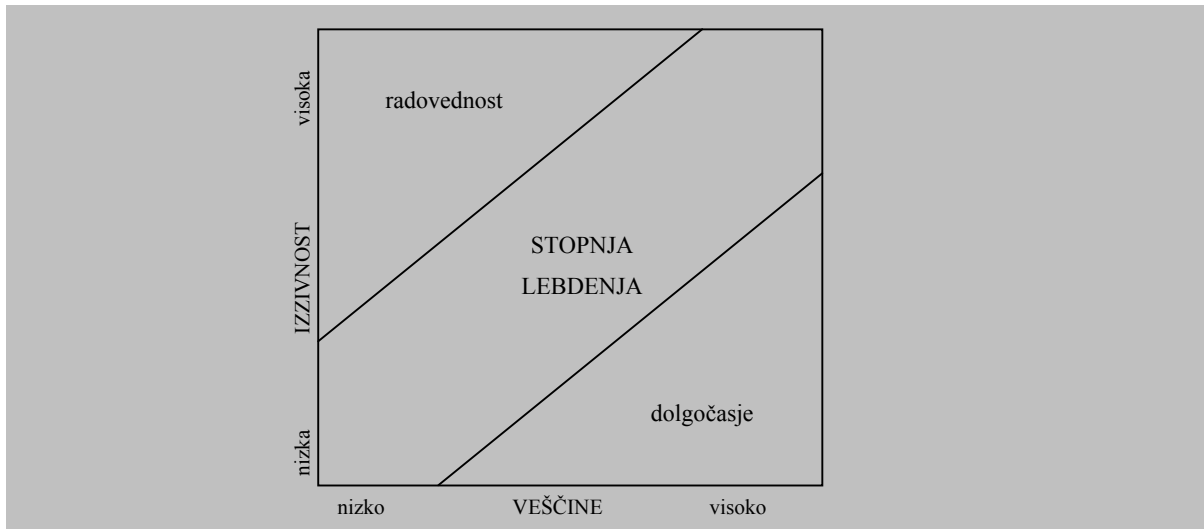 visoka
radovednost
IZZIVNOST
STOPNJA
LEBDENJA
nizka
dolgočasje
nizko
VEŠČINE
visoko